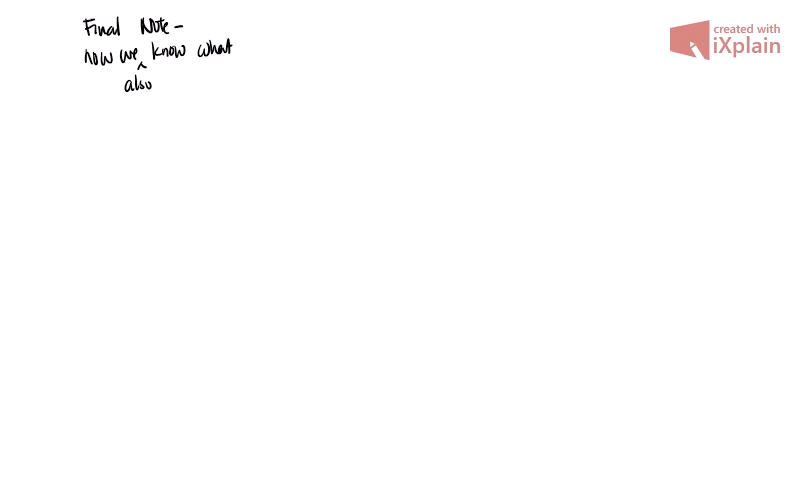 Final Note -
now we ^ know what
also
created with
iXplain